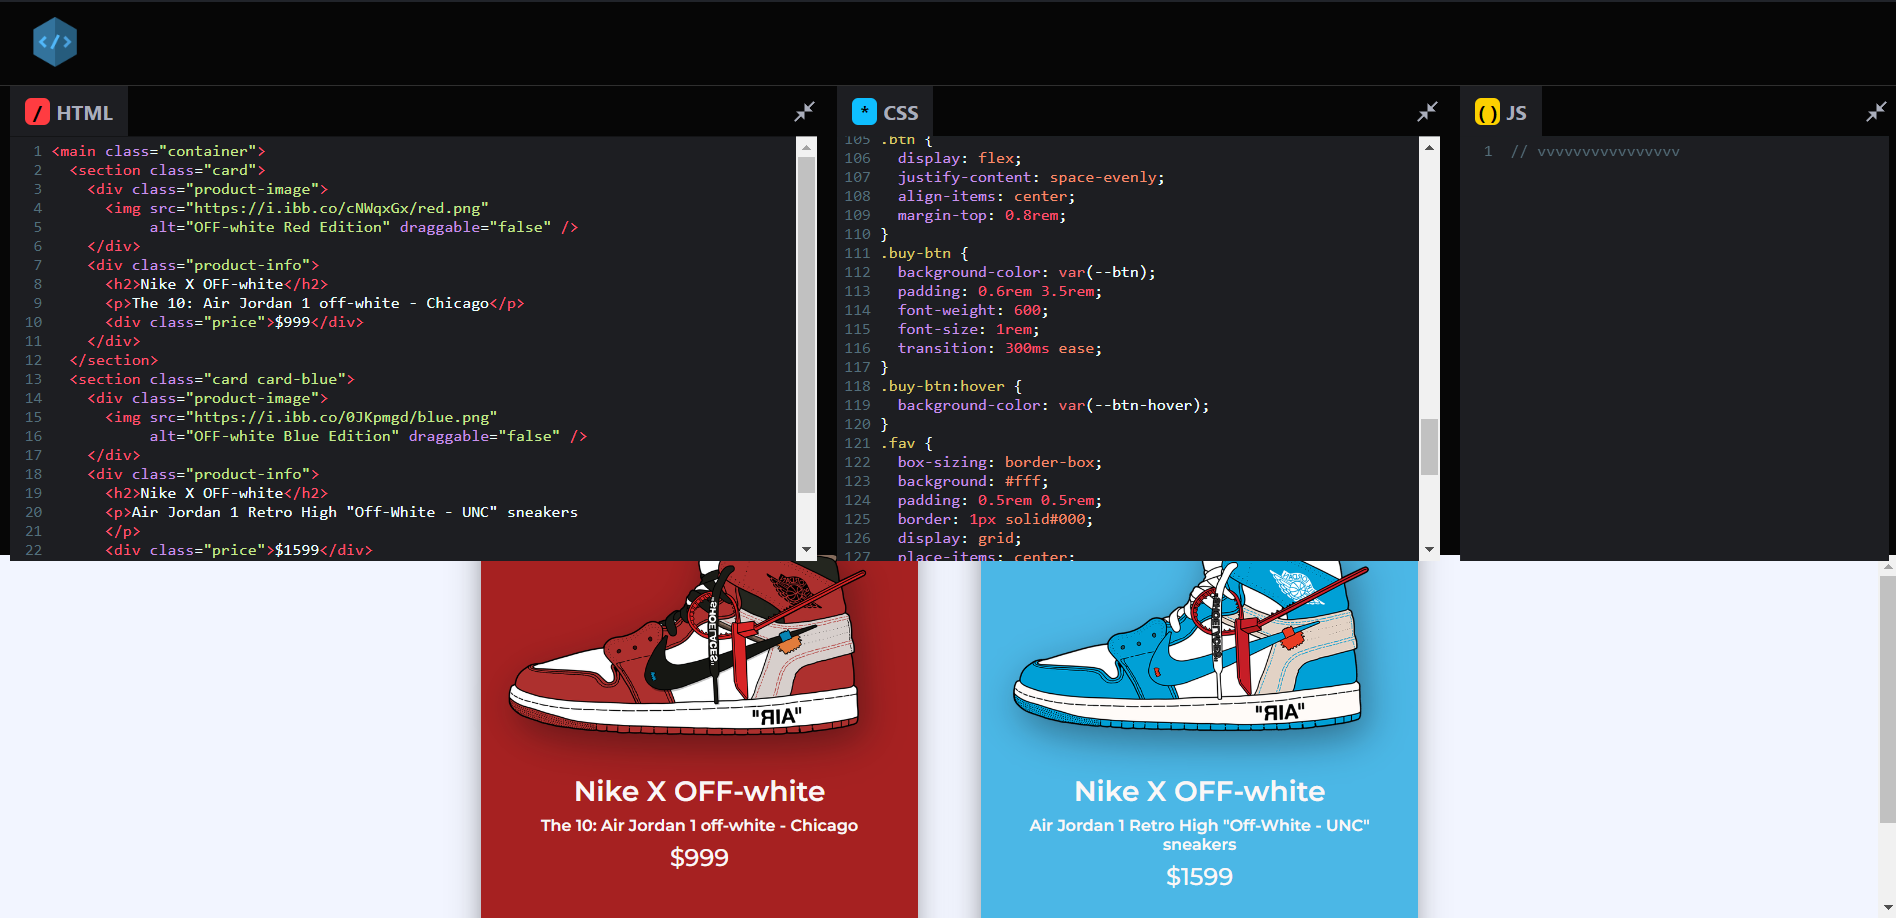 </>
/ HTML
1 <main class="container">
2 <section class="card">
3 <div class="product-image">
4 <img src="https://i.ibb.co/cNWqxGx/red.png"
5 alt="OFF-white Red Edition" draggable="false" />
6 </div>
7 <div class="product-info">
8 <h2>Nike X OFF-white</h2>
9 <p>The 10: Air Jordan 1 off-white - Chicago</p>
10 <div class="price">$999</div>
11 </div>
12 </section>
13 <section class="card card-blue">
14 <div class="product-image">
15 <img src="https://i.ibb.co/0JKpmgd/blue.png"
16 alt="OFF-white Blue Edition" draggable="false" />
17 </div>
18 <div class="product-info">
19 <h2>Nike X OFF-white</h2>
20 <p>Air Jordan 1 Retro High "Off-White - UNC" sneakers
21 </p>
22 <div class="price">$1599</div>
* CSS
105 .btn {
106 display: flex;
107 justify-content: space-evenly;
108 align-items: center;
109 margin-top: 0.8rem;
110 }
111 .buy-btn {
112 background-color: var(--btn);
113 padding: 0.6rem 3.5rem;
114 font-weight: 600;
115 font-size: 1rem;
116 transition: 300ms ease;
117 }
118 .buy-btn:hover {
119 background-color: var(--btn-hover);
120 }
121 .fav {
122 box-sizing: border-box;
123 background: #fff;
124 padding: 0.5rem 0.5rem;
125 border: 1px solid#000;
126 display: grid;
127 place-items: center;
() JS
1 // vvvvvvvvvvvvvvvv
"SHOELACES"
"AIR"
Nike X OFF-white
The 10: Air Jordan 1 off-white - Chicago
$999
"AIR"
Nike X OFF-white
Air Jordan 1 Retro High "Off-White - UNC"
sneakers
$1599